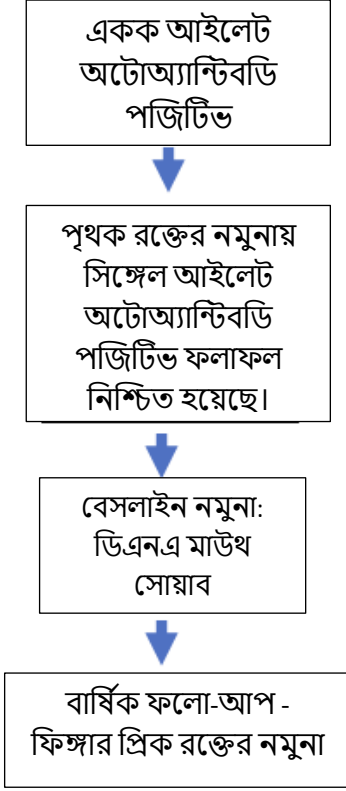 একক আইলেট
অটোঅ্যান্টিবডি
পজিটিভ
পৃথক রক্তের নমুনায়
সিঙ্গেল আইলেট
অটোঅ্যান্টিবডি
পজিটিভ ফলাফল
নিশ্চিত হয়েছে।
বেসলাইন নমুনা:
ডিএনএ মাউথ
সোয়াব
বার্ষিক ফলো-আপ -
ফিঙ্গার প্রিক রক্তের নমুনা